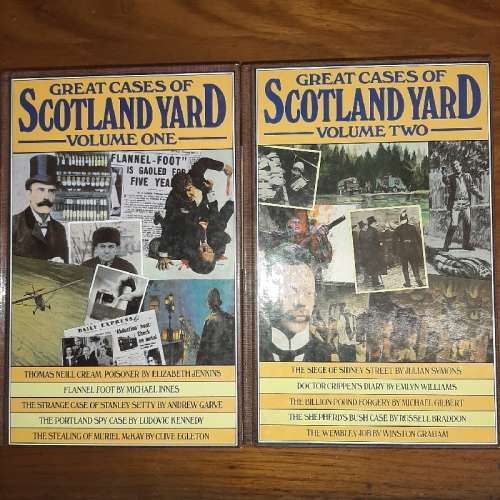 GREAT CASES OF
SCOTLAND YARD
VOLUME ONE
FLANNEL-FOOT"
IS GAOLED FOR
FIVE YEA
DAILY EXPRESS
THOMAS NEILL CREAM, POISONER BY ELIZABETH JENKINS
FLANNEL FOOT BY MICHAEL INNES
THE STRANGE CASE OF STANLEY SETTY BY ANDREW GARVE
THE PORTLAND SPY CASE BY LUDOVIC KENNEDY
THE STEALING OF MURIEL McKAY BY CLIVE EGLETON
GREAT CASES OF
SCOTLAND YARD
VOLUME TWO
THE SIEGE OF SIDNEY STREET BY JULIAN SYMONS
DOCTOR CRIPPEN'S DIARY BY EMLYN WILLIAMS
THE BILLION POUND FORGERY BY MICHAEL GILBERT
THE SHEPHERD'S BUSH CASE BY RUSSELL BRADDON
THE WEMBLEY JOB BY WINSTON GRAHAM